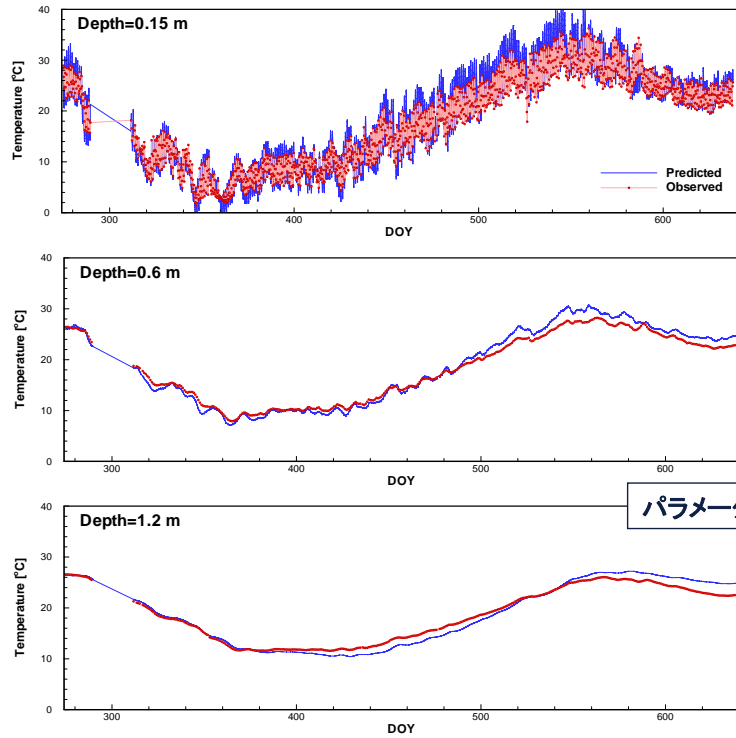 Depth=0.15 m
40
30
20
10
0
Temperature [°C]
300
400
500
600
DOY
Predicted
Observed
Depth=0.6 m
40
30
20
10
0
Temperature [°C]
300
400
500
600
DOY
パラメータ
Depth=1.2 m
40
30
20
10
0
Temperature [°C]
300
400
500
600
DOY